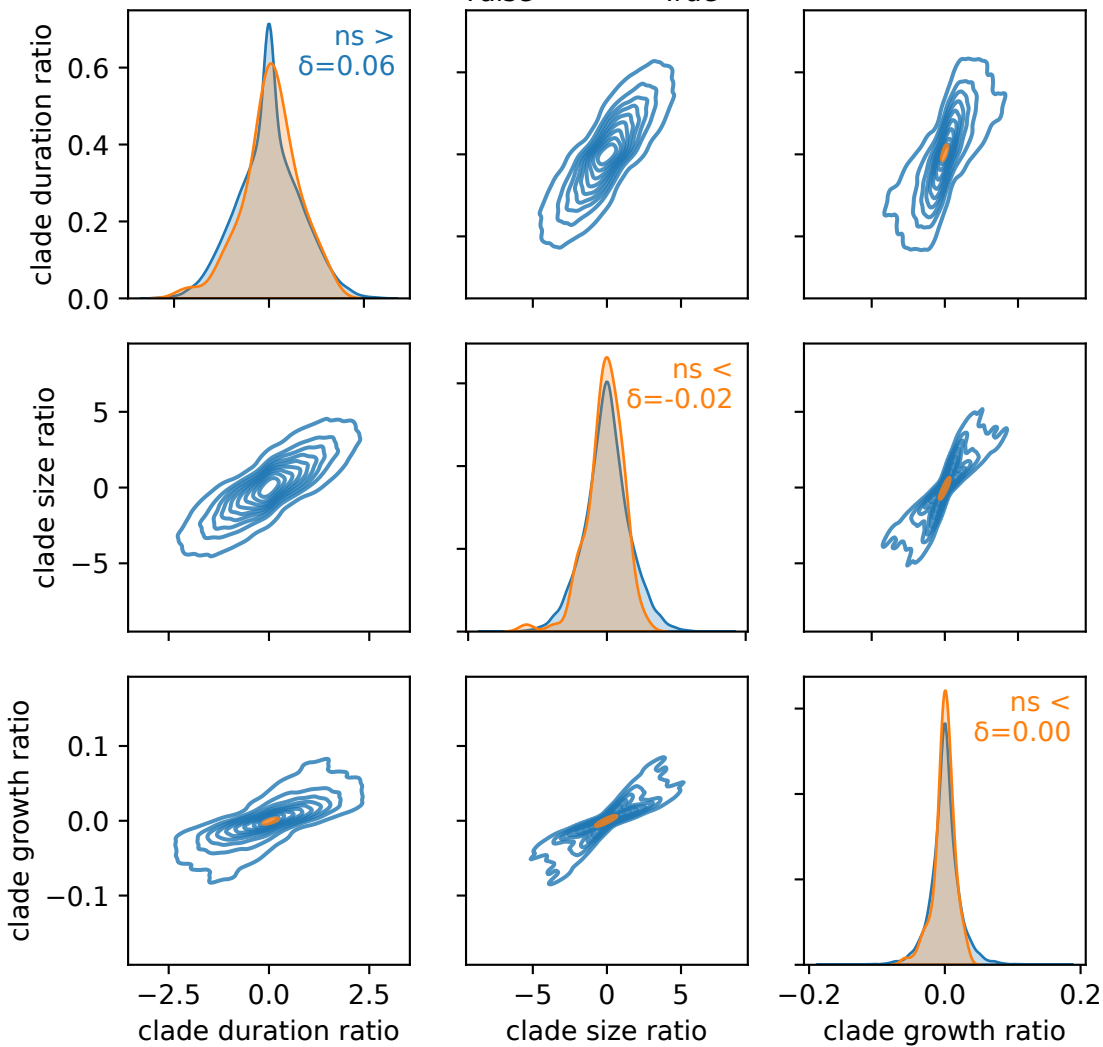 True
clade duration ratio
0.6
0.4
0.2
0.0
ns >
δ=0.06
clade size ratio
5
0
−5
ns <
δ=-0.02
clade growth ratio
0.1
0.0
−0.1
ns <
δ=0.00
−2.5 0.0 2.5
clade duration ratio
−5 0 5
clade size ratio
−0.2 0.0 0.2
clade growth ratio